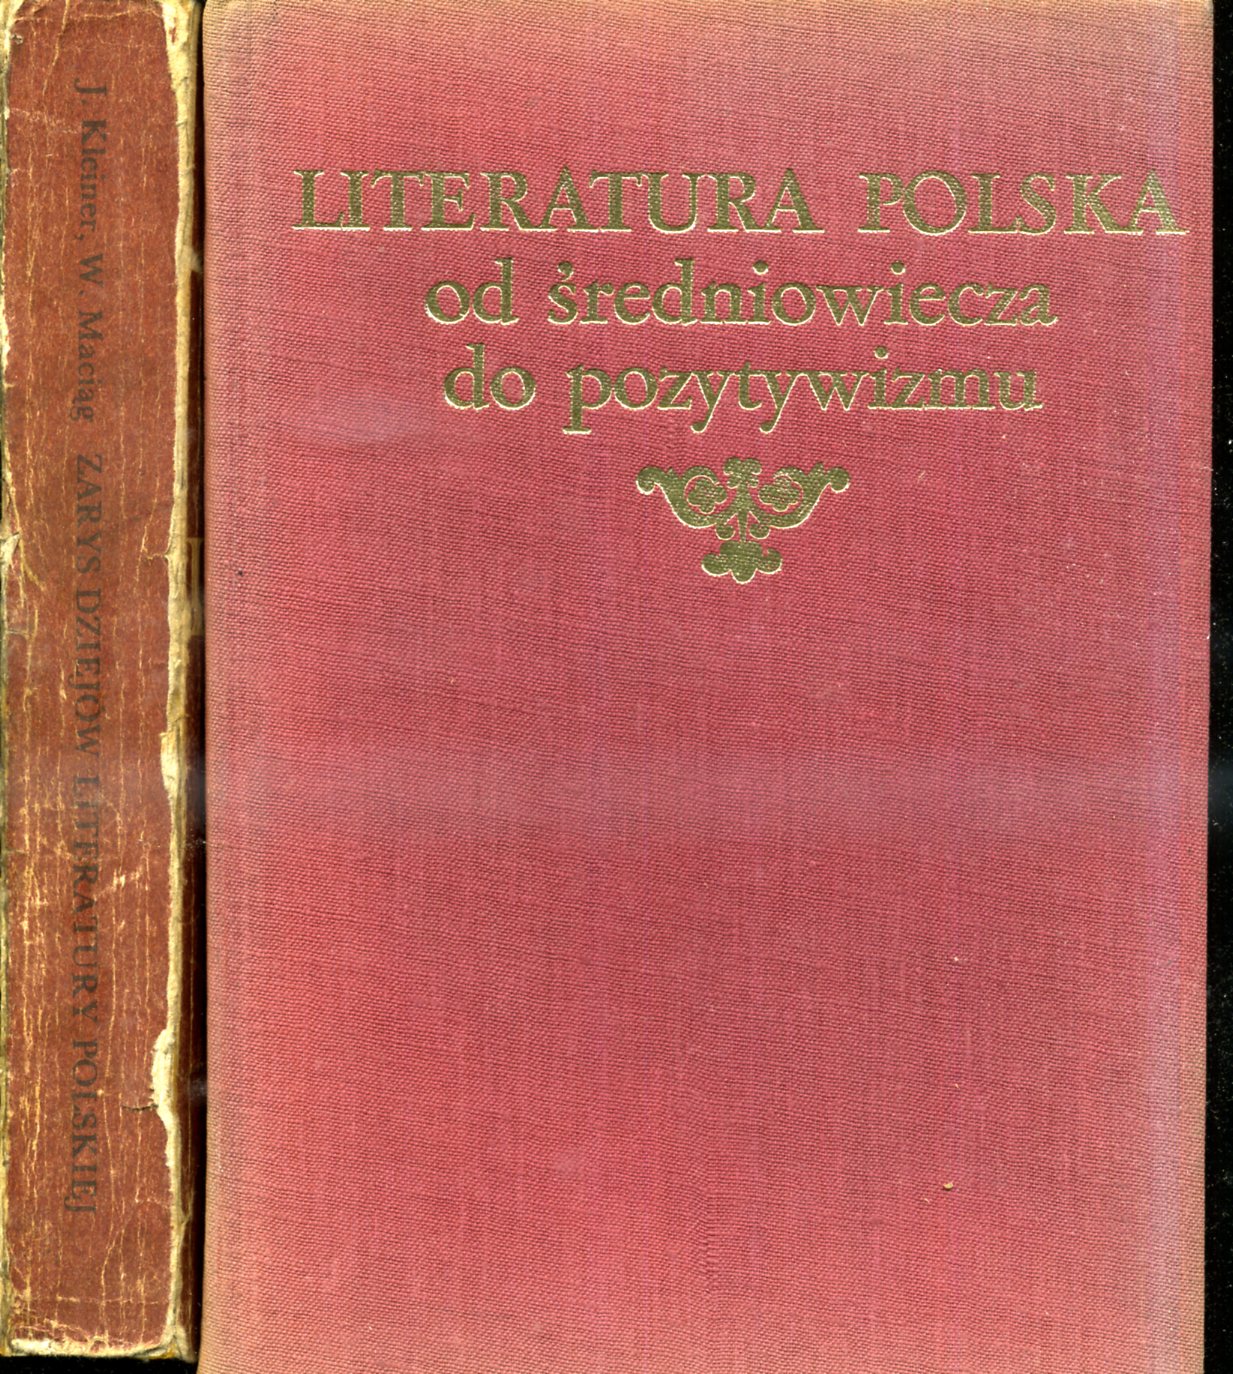 J. Kleiner, W. Maciąg ZARYS DZIEJÓW LITERATURY POLSKIEJ
LITERATURA POLSKA
od średniowiecza
do pozytywizmu